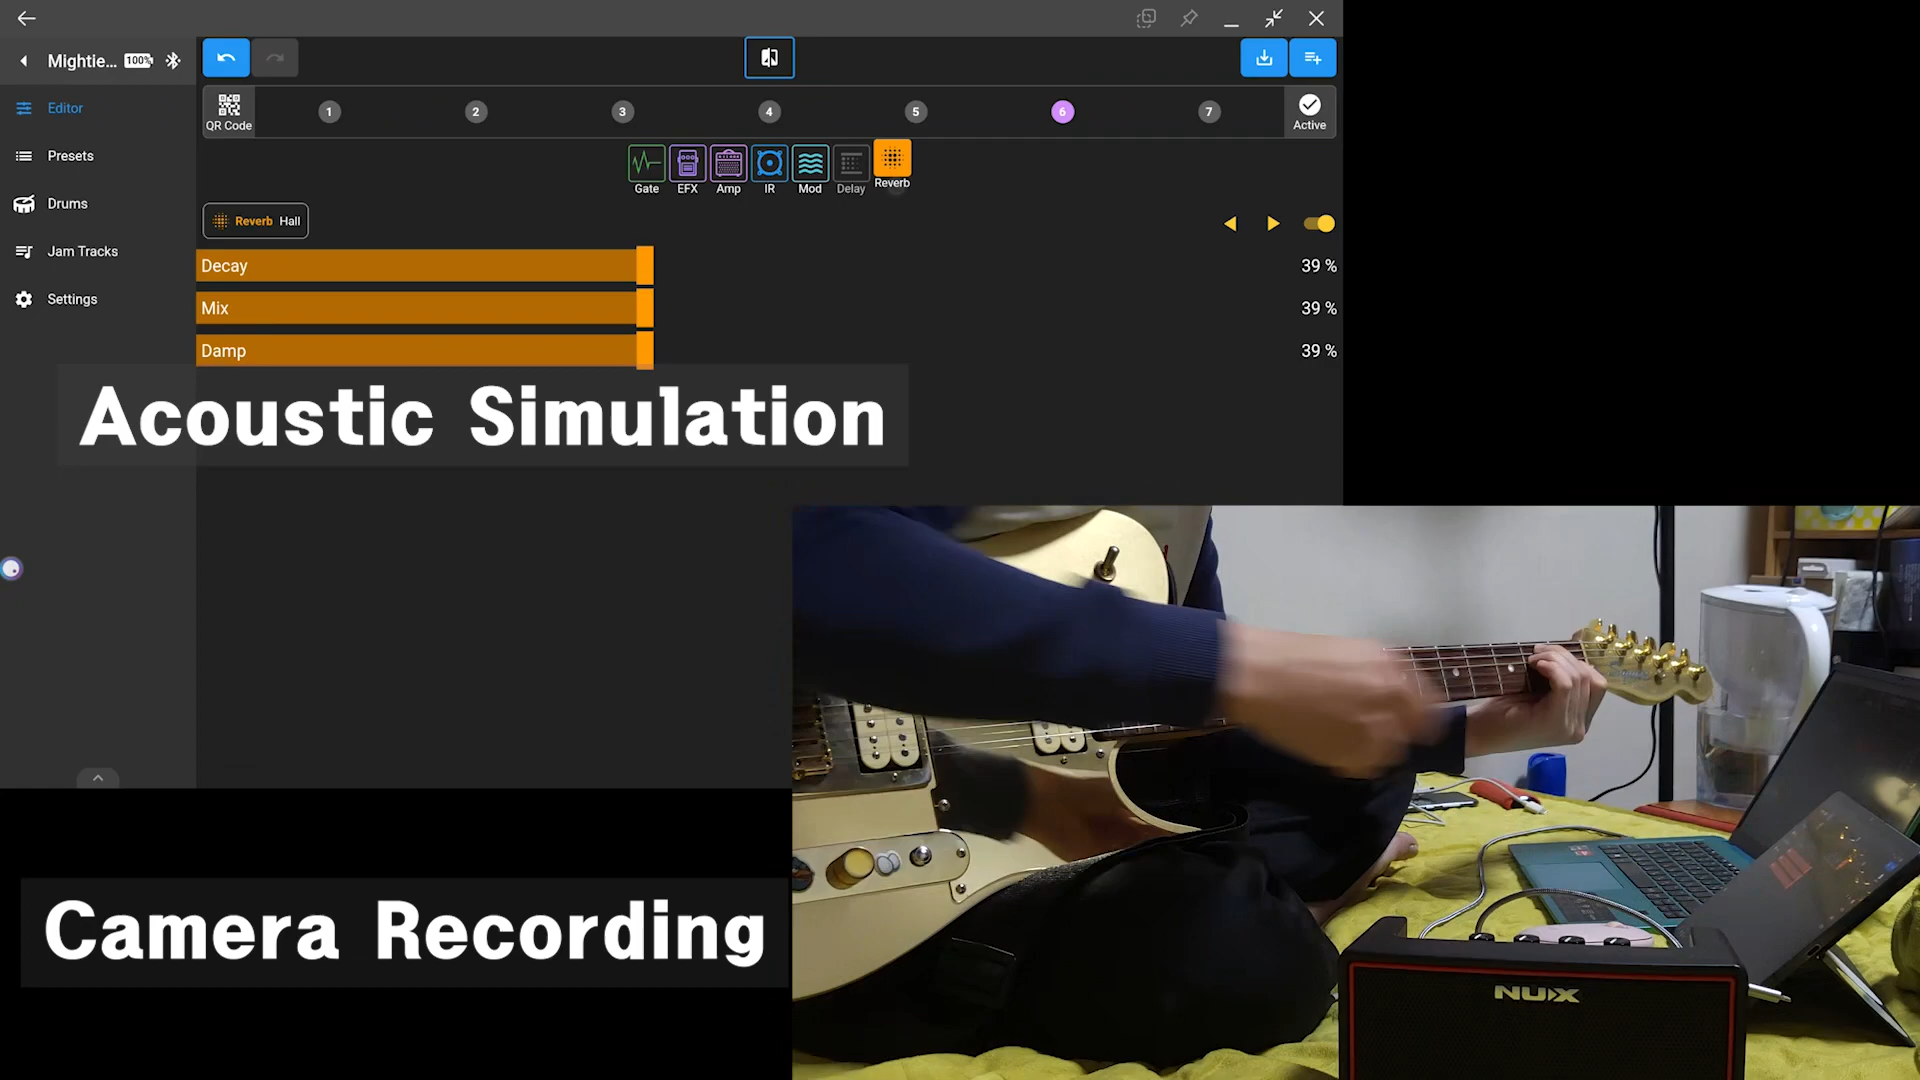 Mightie...
100%
QR Code
1
2
3
4
5
6
7
Active
Editor
Presets
Drums
Jam Tracks
Settings
Gate
EFX
Amp
IR
Mod
Delay
Reverb
Reverb Hall
Decay
39 %
Mix
39 %
Damp
39 %
Acoustic Simulation
Camera Recording
NUX